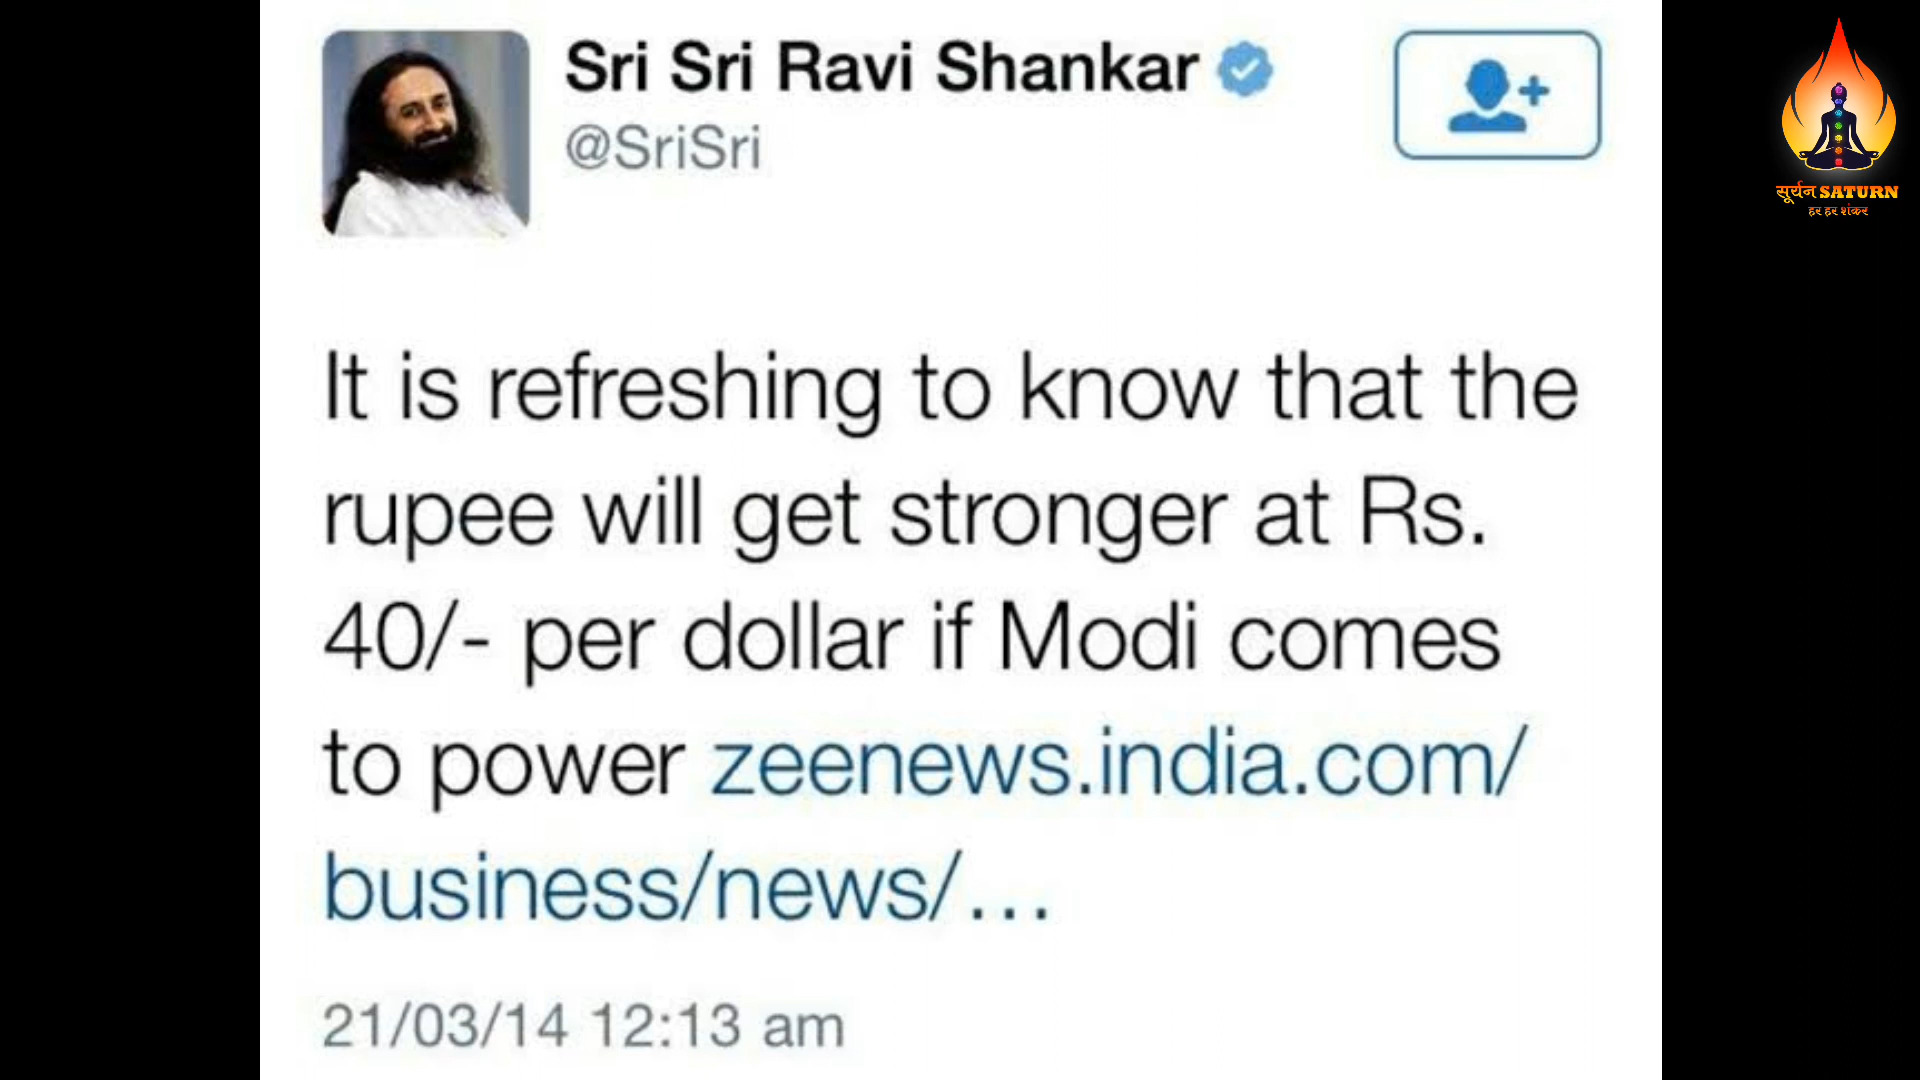 Sri Sri Ravi Shankar
@SriSri
It is refreshing to know that the
rupee will get stronger at Rs.
40/- per dollar if Modi comes
to power zeenews.india.com/
business/news/...
21/03/14 12:13 am
सूर्यन SATURN
हर हर शंकर